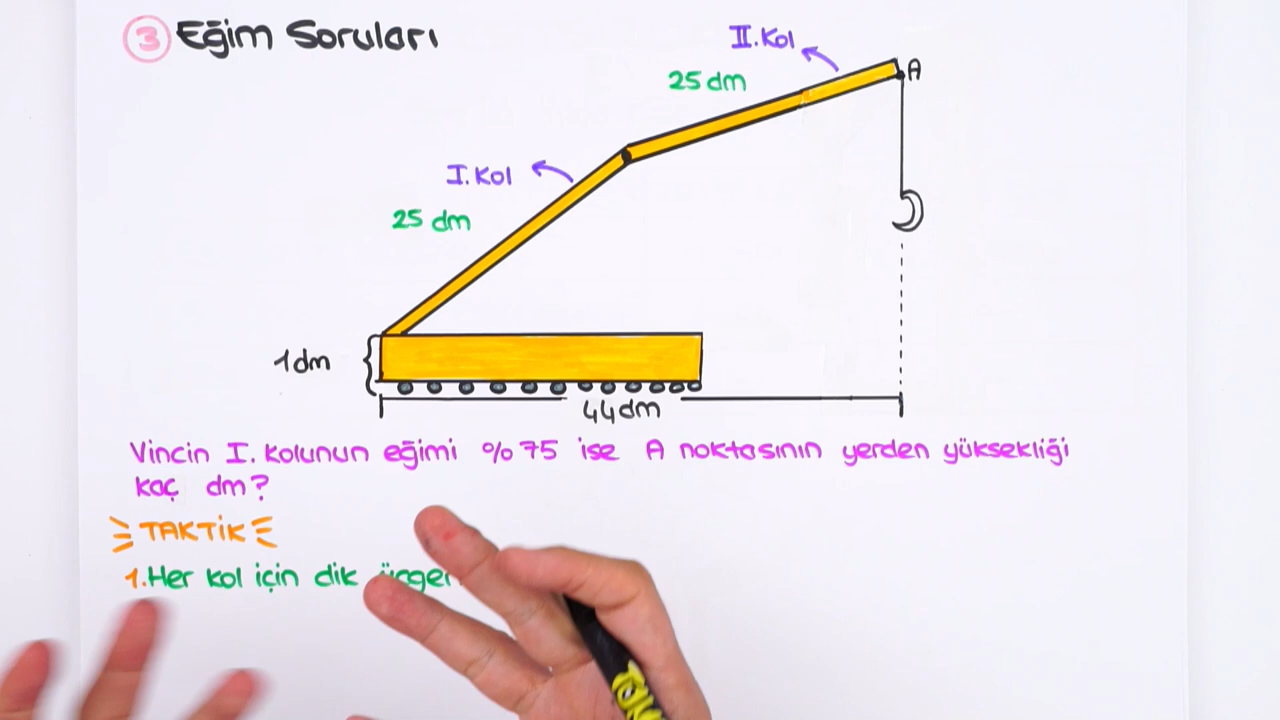 3 Eğim Soruları
II.Kol
25 dm
A
I.Kol
25 dm
1dm
44dm
Vincin I. kolunun eğimi %75 ise A noktasının yerden yüksekliği
kaç dm?
TAKTİK
1.Her kol için dik